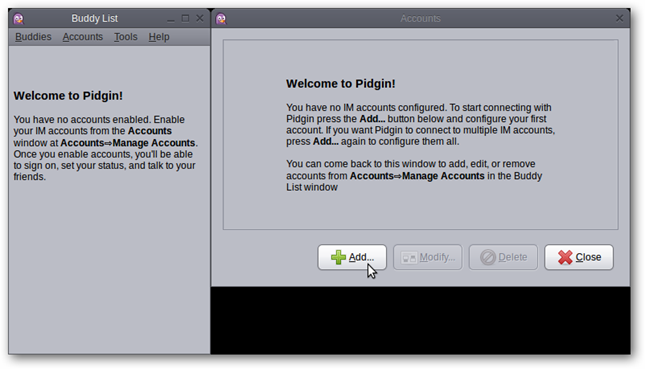 Buddy List
Buddies Accounts Tools Help
Welcome to Pidgin!
You have no accounts enabled. Enable
your IM accounts from the Accounts
window at Accounts⇨Manage Accounts.
Once you enable accounts, you'll be able
to sign on, set your status, and talk to your
friends.
Accounts
Welcome to Pidgin!
You have no IM accounts configured. To start connecting with
Pidgin press the Add... button below and configure your first
account. If you want Pidgin to connect to multiple IM accounts,
press Add... again to configure them all.
You can come back to this window to add, edit, or remove
accounts from Accounts⇨Manage Accounts in the Buddy
List window
Add... Modify... Delete Close